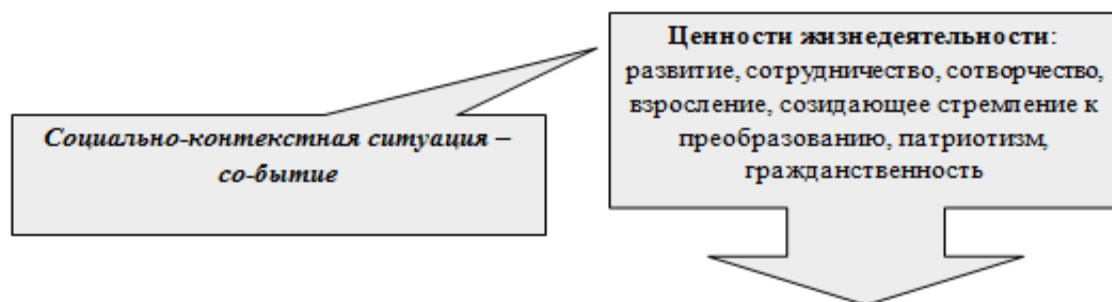 Социально-контекстная ситуация –
со-бытие
Ценности жизнедеятельности:
развитие, сотрудничество, сотворчество,
взросление, созидающее стремление к
преобразованию, патриотизм,
гражданственность